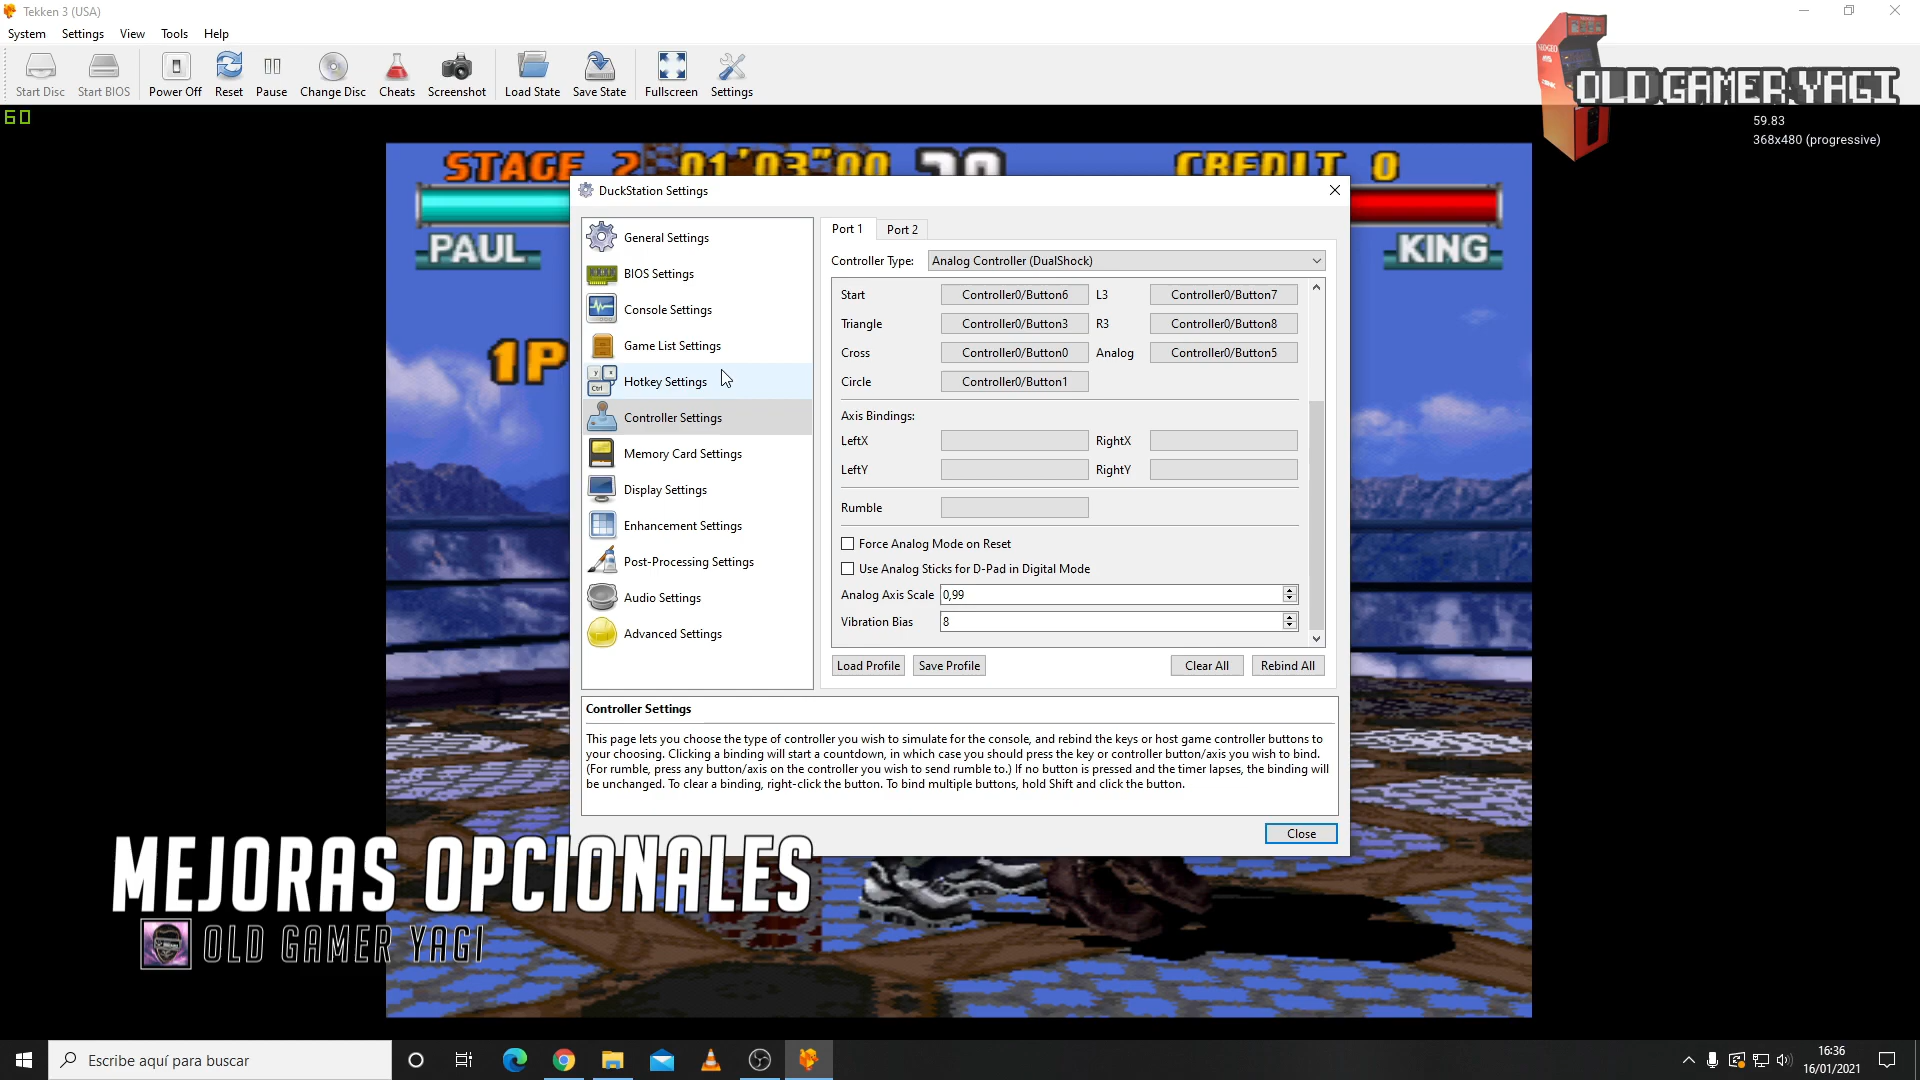 Tekken 3 (USA)
System Settings View Tools Help
Start Disc Start BIOS Power Off Reset Pause Change Disc Cheats Screenshot Load State Save State Fullscreen Settings
OLD GAMER YAGI
60
59.83
368x480 (progressive)
STAGE 2 01'03"00 CREDIT 0
PAUL
KING
1P
DuckStation Settings
General Settings
BIOS Settings
Console Settings
Game List Settings
Hotkey Settings
Controller Settings
Memory Card Settings
Display Settings
Enhancement Settings
Post-Processing Settings
Audio Settings
Advanced Settings
Port 1 Port 2
Controller Type: Analog Controller (DualShock)
Start Controller0/Button6 L3 Controller0/Button7
Triangle Controller0/Button3 R3 Controller0/Button8
Cross Controller0/Button0 Analog Controller0/Button5
Circle Controller0/Button1
Axis Bindings:
LeftX RightX
LeftY RightY
Rumble
Force Analog Mode on Reset
Use Analog Sticks for D-Pad in Digital Mode
Analog Axis Scale 0,99
Vibration Bias 8
Load Profile Save Profile Clear All Rebind All
Controller Settings
This page lets you choose the type of controller you wish to simulate for the console, and rebind the keys or host game controller buttons to
your choosing. Clicking a binding will start a countdown, in which case you should press the key or controller button/axis you wish to bind.
(For rumble, press any button/axis on the controller you wish to send rumble to.) If no button is pressed and the timer lapses, the binding will
be unchanged. To clear a binding, right-click the button. To bind multiple buttons, hold Shift and click the button.
Close
MEJORAS OPCIONALES
OLD GAMER YAGI
Escribe aquí para buscar
16:36
16/01/2021